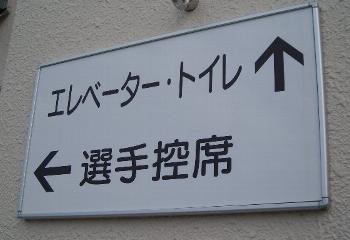 エレベーター・トイレ ↑
← 選手控席